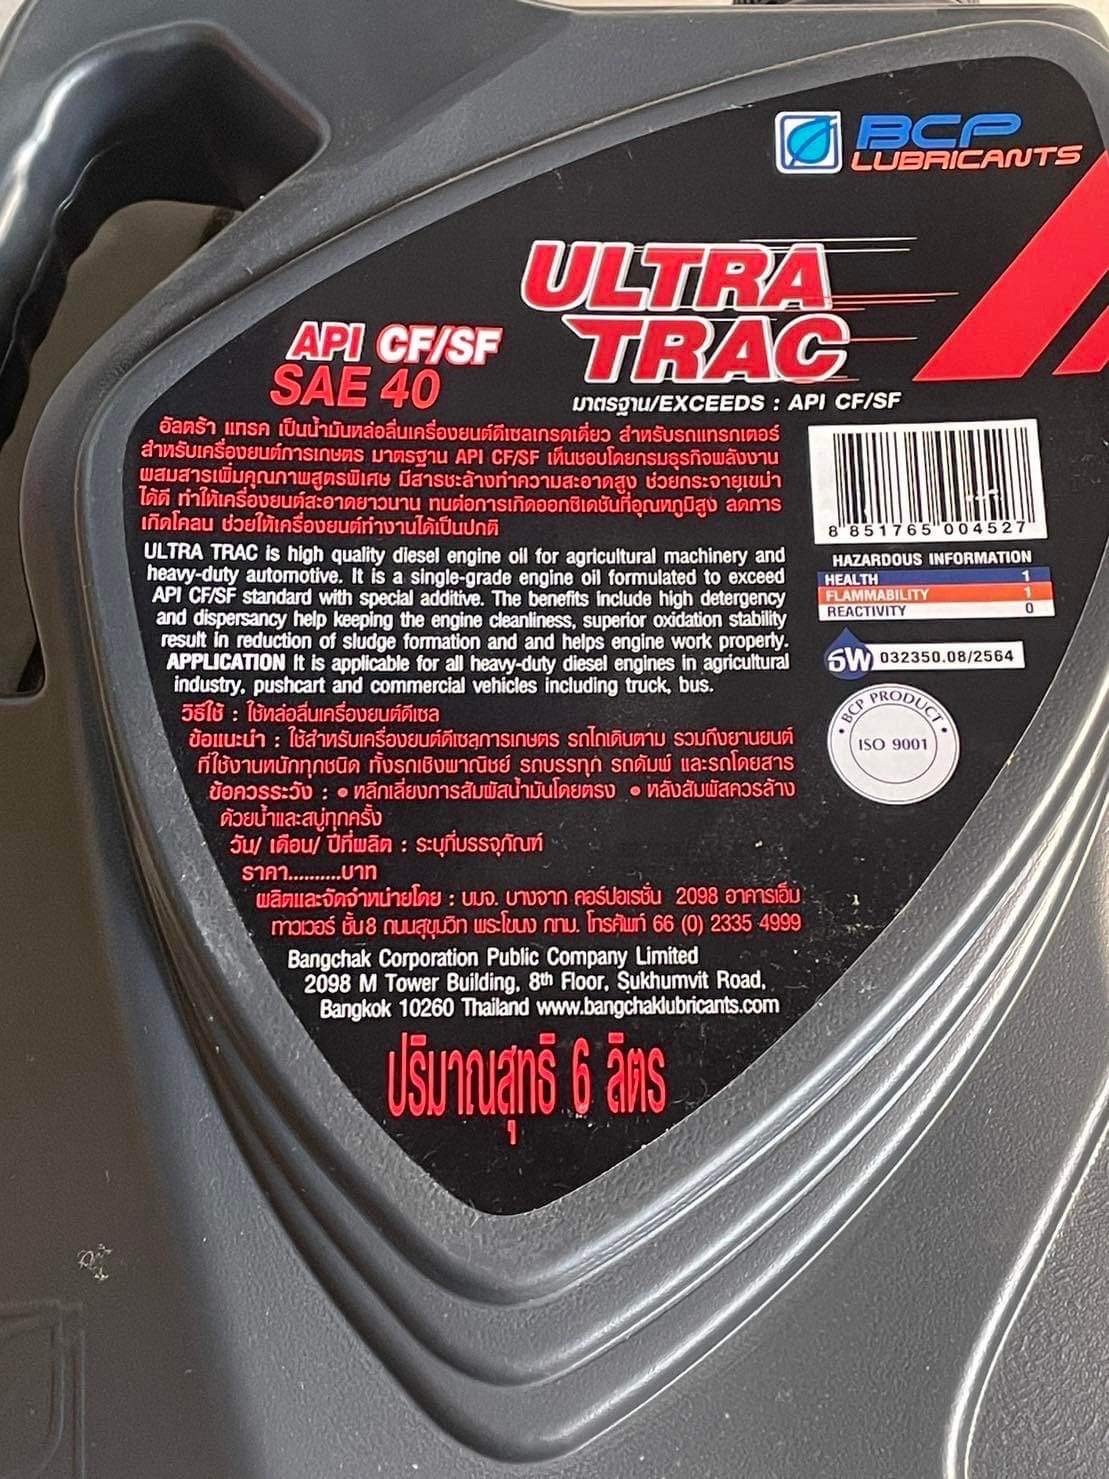 BCP
LUBRICANTS
ULTRA
TRAC
API CF/SF
SAE 40
มาตรฐาน/EXCEEDS : API CF/SF
อัลตร้า แทรค เป็นน้ำมันหล่อลื่นเครื่องยนต์ดีเซลเกรดเดี่ยว สำหรับรถแทรกเตอร์
สำหรับเครื่องยนต์การเกษตร มาตรฐาน API CF/SF เห็นชอบโดยกรมธุรกิจพลังงาน
ผสมสารเพิ่มคุณภาพสูตรพิเศษ มีสารชะล้างทำความสะอาดสูง ช่วยกระจายเขม่า
ได้ดี ทำให้เครื่องยนต์สะอาดยาวนาน ทนต่อการเกิดออกซิเดชันที่อุณหภูมิสูง ลดการ
เกิดโคลน ช่วยให้เครื่องยนต์ทำงานได้เป็นปกติ
ULTRA TRAC is high quality diesel engine oil for agricultural machinery and
heavy-duty automotive. It is a single-grade engine oil formulated to exceed
API CF/SF standard with special additive. The benefits include high detergency
and dispersancy help keeping the engine cleanliness, superior oxidation stability
result in reduction of sludge formation and and helps engine work properly.
APPLICATION It is applicable for all heavy-duty diesel engines in agricultural
industry, pushcart and commercial vehicles including truck, bus.
วิธีใช้ : ใช้หล่อลื่นเครื่องยนต์ดีเซล
ข้อแนะนำ : ใช้สำหรับเครื่องยนต์ดีเซลการเกษตร รถไถเดินตาม รวมถึงยานยนต์
ที่ใช้งานหนักทุกชนิด ทั้งรถเชิงพาณิชย์ รถบรรทุก รถดัมพ์ และรถโดยสาร
ข้อควรระวัง : • หลีกเลี่ยงการสัมผัสน้ำมันโดยตรง • หลังสัมผัสควรล้าง
ด้วยน้ำและสบู่ทุกครั้ง
วัน/ เดือน/ ปีที่ผลิต : ระบุที่บรรจุภัณฑ์
ราคา..........บาท
ผลิตและจัดจำหน่ายโดย : บมจ. บางจาก คอร์ปอเรชั่น 2098 อาคารเอ็ม
ทาวเวอร์ ชั้น8 ถนนสุขุมวิท พระโขนง กทม. โทรศัพท์ 66 (0) 2335 4999
Bangchak Corporation Public Company Limited
2098 M Tower Building, 8th Floor, Sukhumvit Road,
Bangkok 10260 Thailand www.bangchaklubricants.com
ปริมาณสุทธิ 6 ลิตร
8 851765 004527
HAZARDOUS INFORMATION
HEALTH 1
FLAMMABILITY 1
REACTIVITY 0
ธพ 032350.08/2564
BCP PRODUCT
ISO 9001